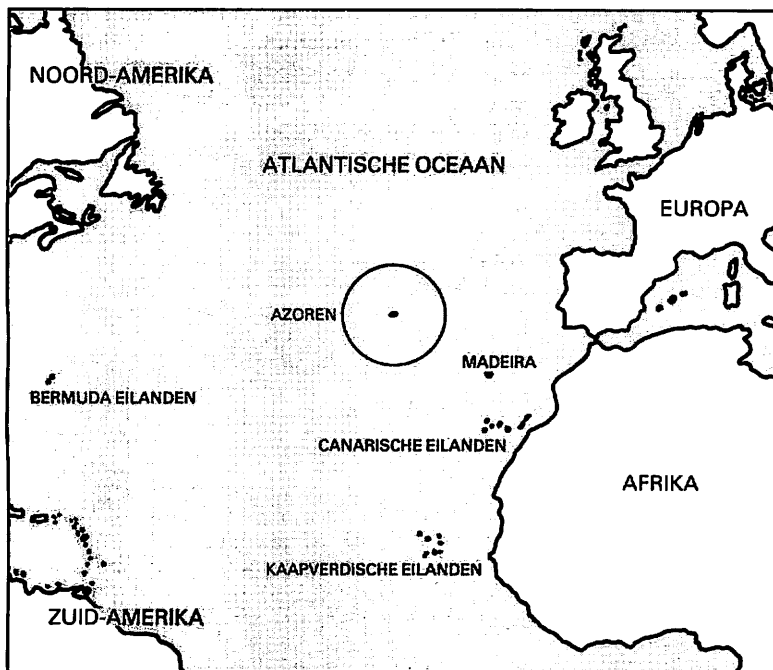 NOORD-AMERIKA
ATLANTISCHE OCEAAN
EUROPA
AZOREN
MADEIRA
BERMUDA EILANDEN
CANARISCHE EILANDEN
AFRIKA
KAAPVERDISCHE EILANDEN
ZUID-AMERIKA